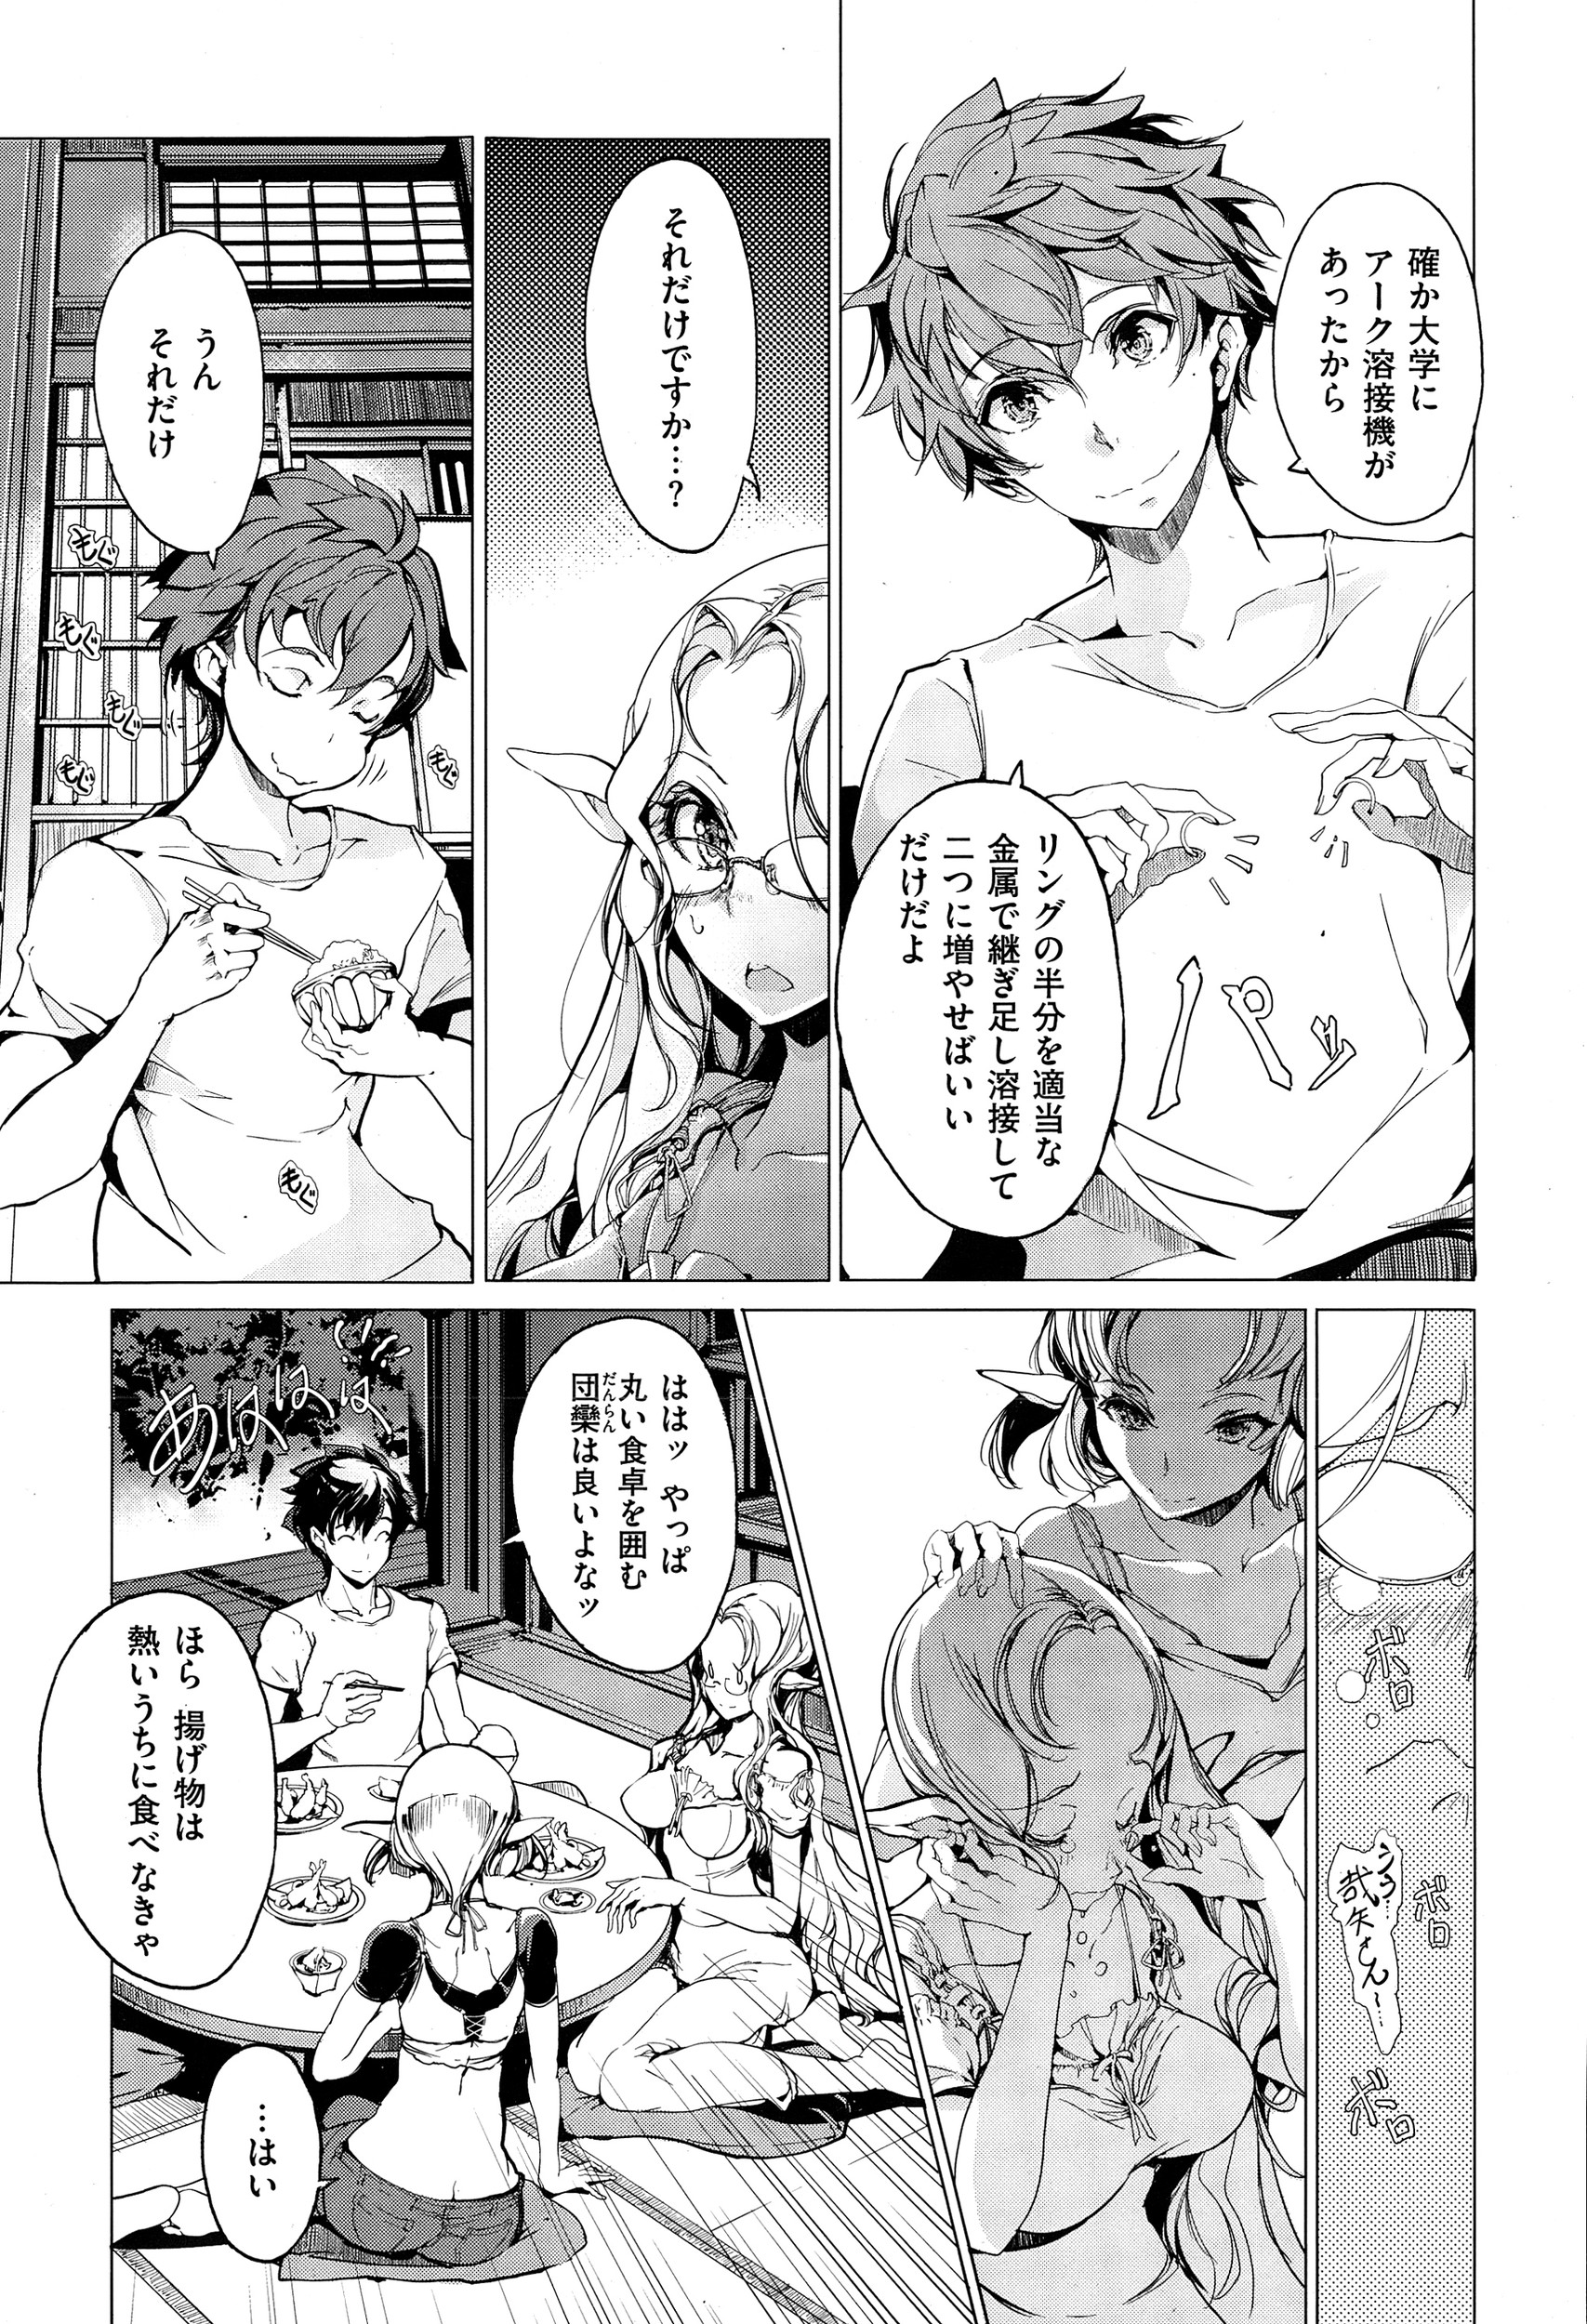 確か大学に
アーク溶接機が
あったから
リングの半分を適当な
金属で継ぎ足し溶接して
二つに増やせばいい
だけだよ
パッ
それだけですか…?
うん
それだけ
もぐ
もぐ
もぐ
もぐ
もぐ
もぐ
ボロ
ボロ
ボロ
哲矢さん〜
ははッ やっぱ
丸い食卓を囲む
団欒は良いよなッ
だんらん
あははは
ほら 揚げ物は
熱いうちに食べなきゃ
…はい